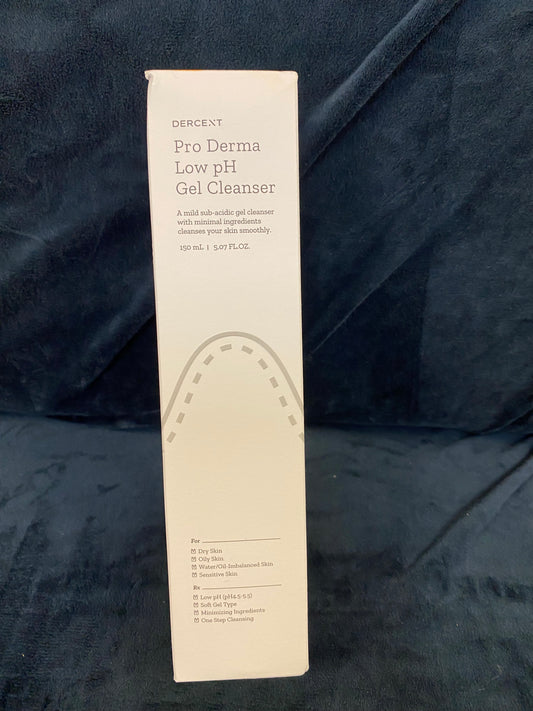 DERCENT
Pro Derma
Low pH
Gel Cleanser
A mild sub-acidic gel cleanser
with minimal ingredients
cleanses your skin smoothly.
150 mL | 5.07 FL.OZ.
For
Dry Skin
Oily Skin
Water/Oil-Imbalanced Skin
Sensitive Skin
Rx
Low pH (pH4.5-5.5)
Soft Gel Type
Minimizing Ingredients
One Step Cleansing